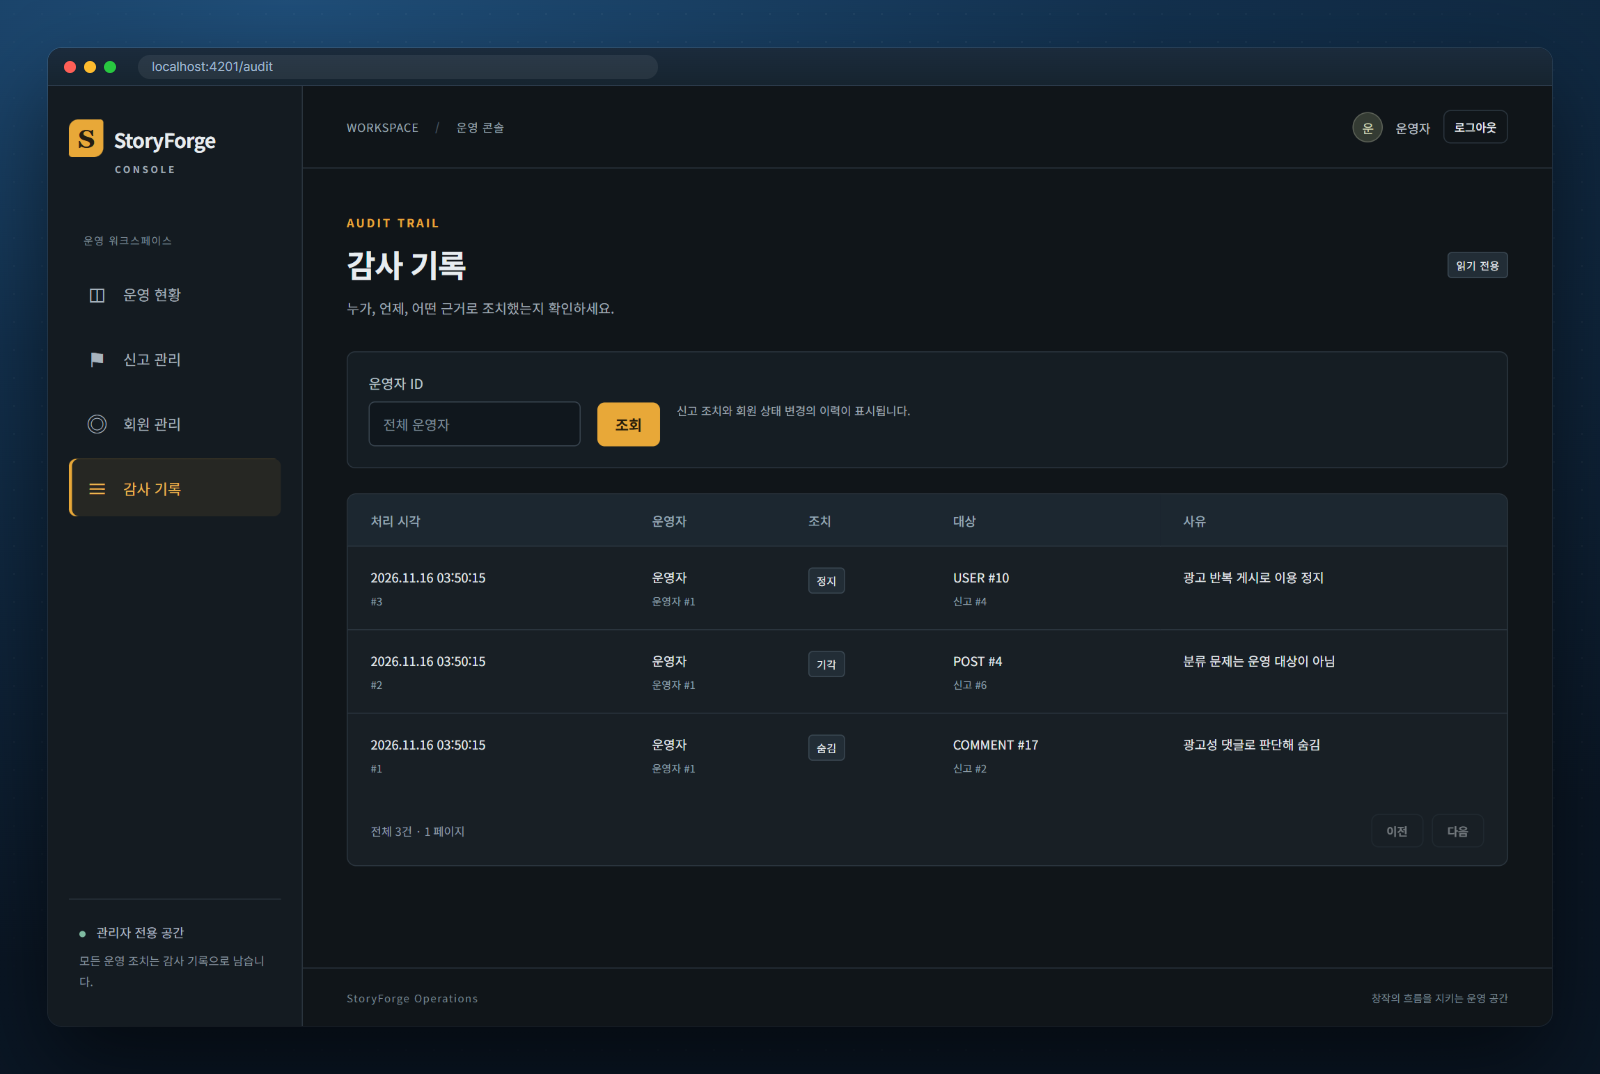 localhost:4201/audit
S StoryForge
CONSOLE
운영 워크스페이스
운영 현황
신고 관리
회원 관리
감사 기록
관리자 전용 공간
모든 운영 조치는 감사 기록으로 남습니
다.
WORKSPACE / 운영 콘솔
운 운영자 로그아웃
AUDIT TRAIL
감사 기록
읽기 전용
누가, 언제, 어떤 근거로 조치했는지 확인하세요.
운영자 ID
전체 운영자 조회 신고 조치와 회원 상태 변경의 이력이 표시됩니다.
처리 시각 운영자 조치 대상 사유
2026.11.16 03:50:15 운영자 정지 USER #10 광고 반복 게시로 이용 정지
#3 운영자 #1 신고 #4
2026.11.16 03:50:15 운영자 기각 POST #4 분류 문제는 운영 대상이 아님
#2 운영자 #1 신고 #6
2026.11.16 03:50:15 운영자 숨김 COMMENT #17 광고성 댓글로 판단해 숨김
#1 운영자 #1 신고 #2
전체 3건 · 1 페이지 이전 다음
StoryForge Operations 창작의 흐름을 지키는 운영 공간